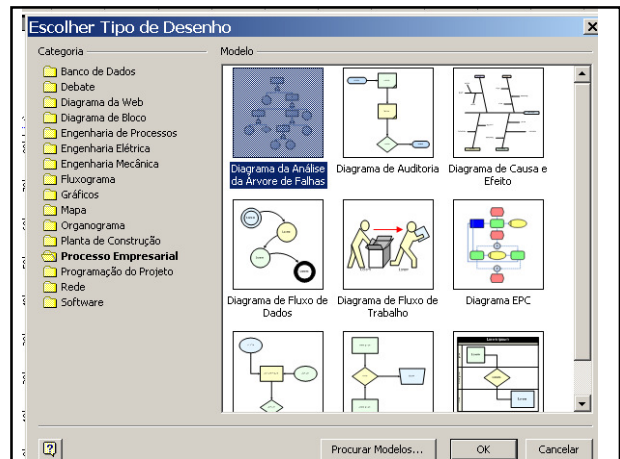 Escolher Tipo de Desenho
Categoria
Modelo
Banco de Dados
Debate
Diagrama da Web
Diagrama de Bloco
Engenharia de Processos
Engenharia Elétrica
Engenharia Mecânica
Fluxograma
Gráficos
Mapa
Organograma
Planta de Construção
Processo Empresarial
Programação do Projeto
Rede
Software
Diagrama da Análise
da Árvore de Falhas
Diagrama de Auditoria
Diagrama de Causa e
Efeito
Diagrama de Fluxo de
Dados
Diagrama de Fluxo de
Trabalho
Diagrama EPC
Procurar Modelos...
OK
Cancelar